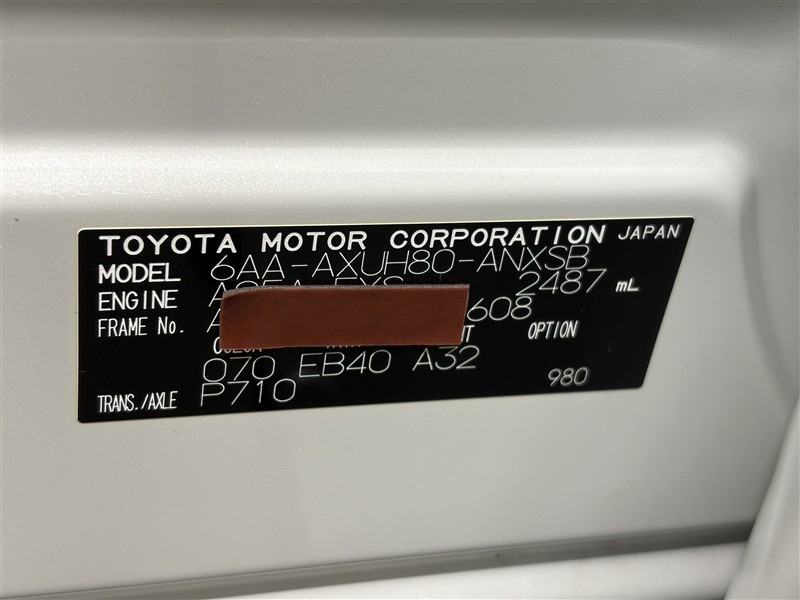 TOYOTA MOTOR CORPORATION JAPAN
MODEL 6AA-AXUH80-ANXSB
ENGINE 2487 mL
FRAME No. 608
OPTION
070 EB40 A32
TRANS./AXLE P710 980